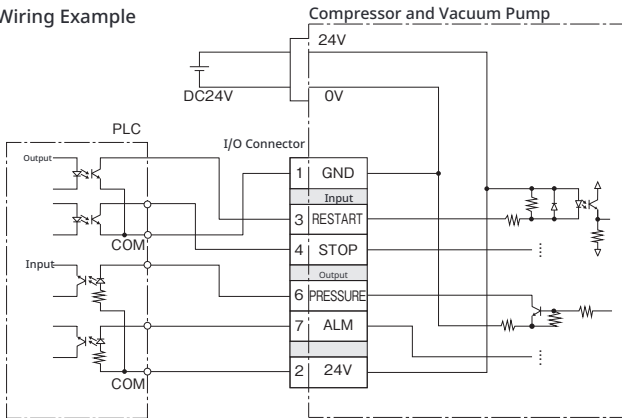 Wiring Example
Compressor and Vacuum Pump
24V
DC24V
0V
PLC
I/O Connector
Output
1 GND
Input
3 RESTART
COM
4 STOP
Input
Output
6 PRESSURE
7 ALM
2 24V
COM